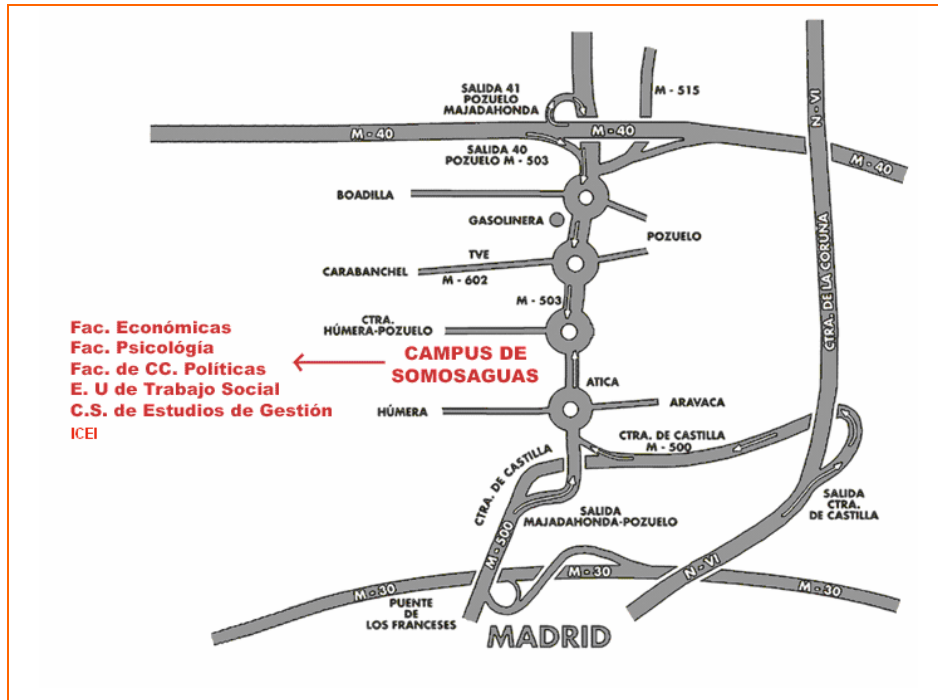 SALIDA 41
POZUELO
MAJADAHONDA
M - 515
N - VI
M - 40
M - 40
M - 40
SALIDA 40
POZUELO M - 503
BOADILLA
GASOLINERA
POZUELO
TVE
CARABANCHEL
M - 602
M - 503
CTRA. DE LA CORUÑA
CTRA.
HÚMERA-POZUELO
Fac. Económicas
Fac. Psicológía
Fac. de CC. Políticas
E. U de Trabajo Social
C.S. de Estudios de Gestión
ICEI
CAMPUS DE
SOMOSAGUAS
ATICA
HÚMERA
ARAVACA
CTRA. DE CASTILLA
M - 500
CTRA. DE CASTILLA
M - 500
SALIDA
MAJADAHONDA-POZUELO
SALIDA
CTRA.
DE CASTILLA
N - VI
M - 30
M - 30
M - 30
PUENTE
DE
LOS FRANCESES
MADRID